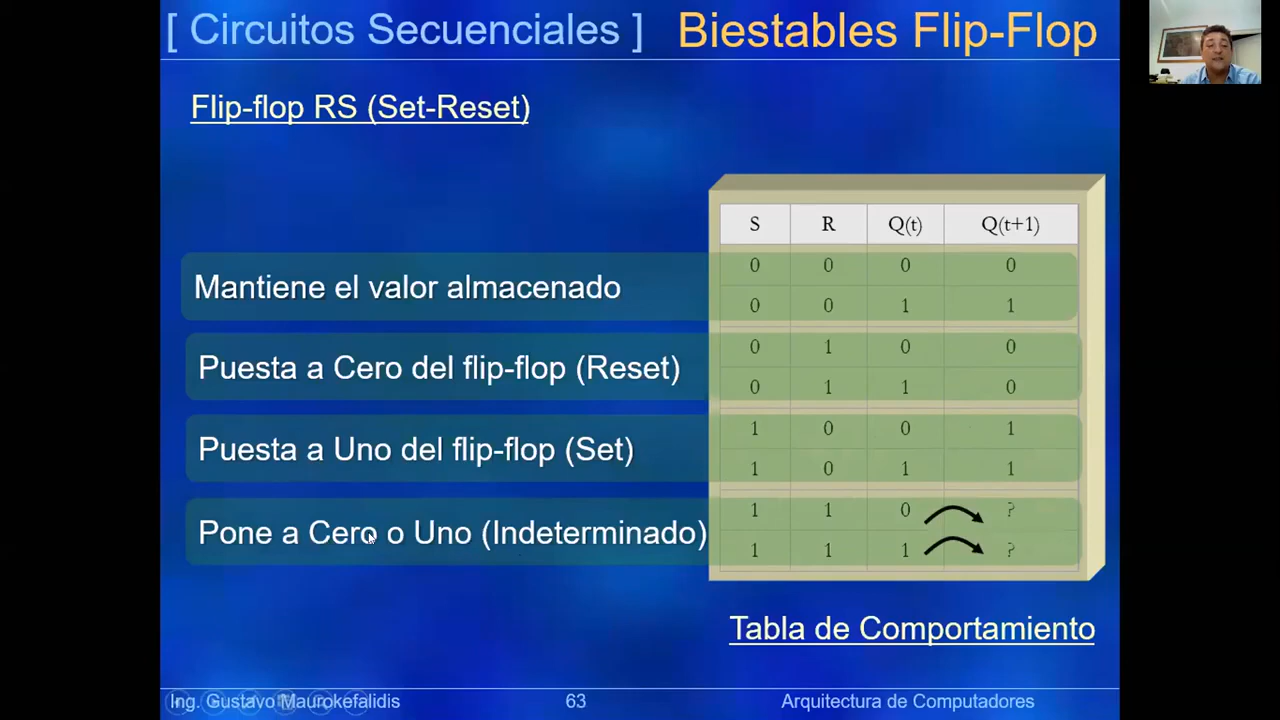 [ Circuitos Secuenciales ] Biestables Flip-Flop
Flip-flop RS (Set-Reset)
S R Q(t) Q(t+1)
Mantiene el valor almacenado
0 0 0 0
0 0 1 1
Puesta a Cero del flip-flop (Reset)
0 1 0 0
0 1 1 0
Puesta a Uno del flip-flop (Set)
1 0 0 1
1 0 1 1
Pone a Cero o Uno (Indeterminado)
1 1 0 ?
1 1 1 ?
Tabla de Comportamiento
Ing. Gustavo Maurokefalidis 63 Arquitectura de Computadores